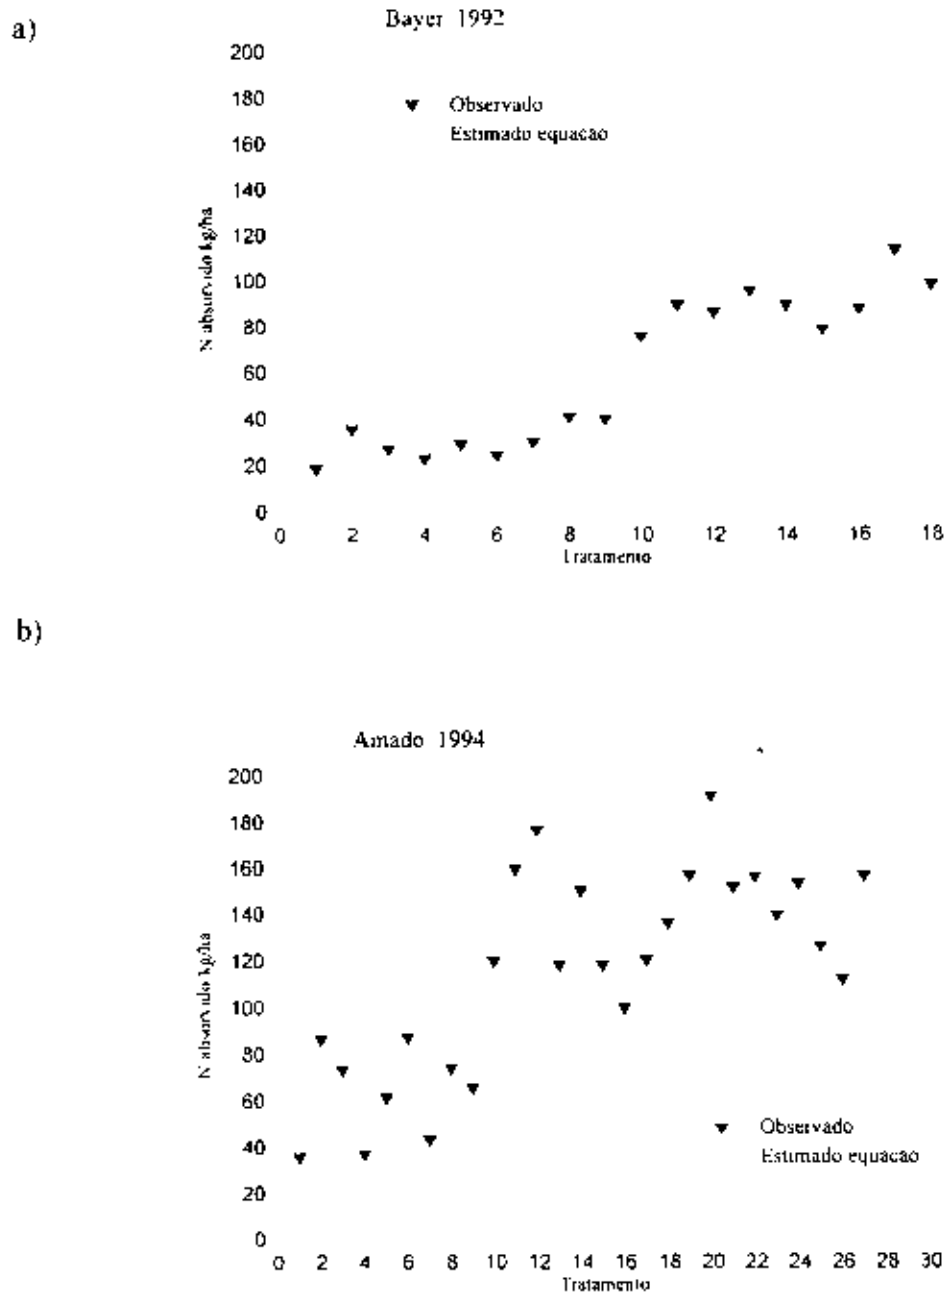 a)
Bayer 1992
200
180
160
140
120
100
80
60
40
20
0
N absorvido kg/ha
Observado
Estimado equacao
0 2 4 6 8 10 12 14 16 18
Tratamento
b)
Amado 1994
200
180
160
140
120
100
80
60
40
20
0
N absorvido kg/ha
Observado
Estimado equacao
0 2 4 6 8 10 12 14 16 18 20 22 24 26 28 30
Tratamento